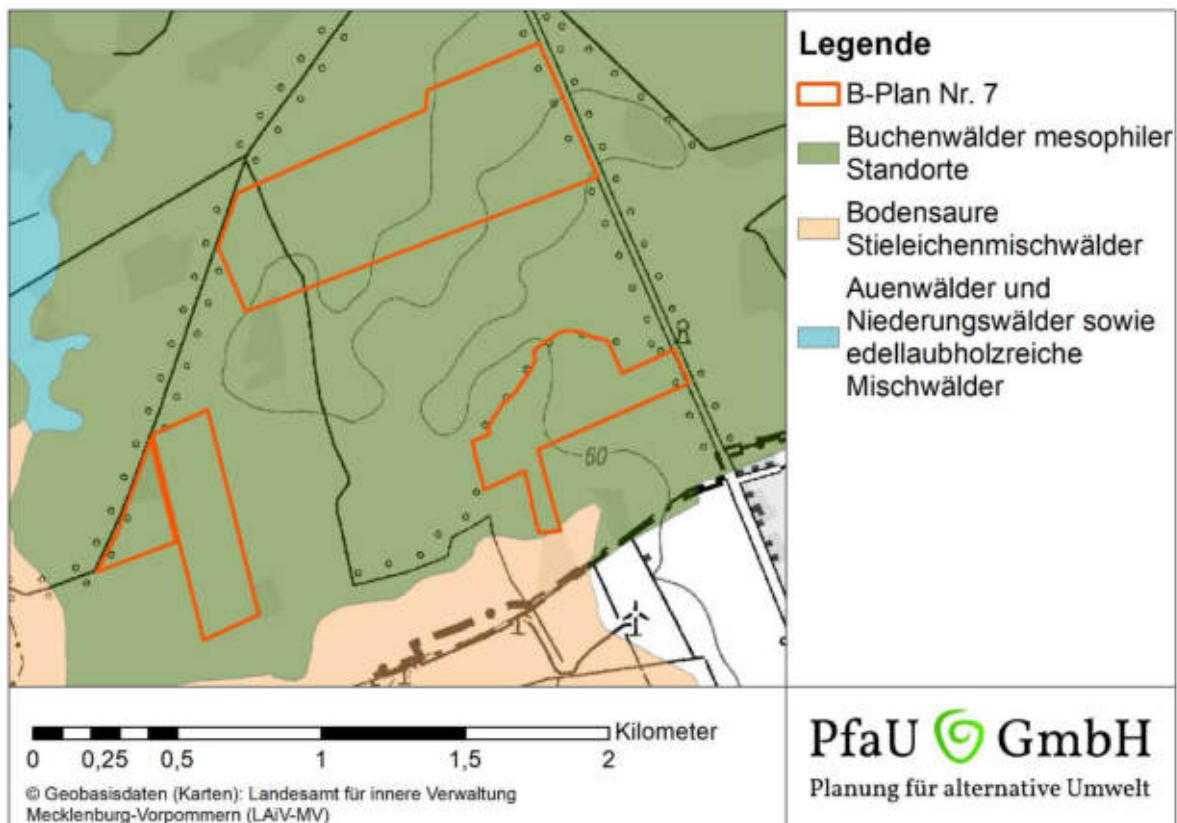 60
Legende
B-Plan Nr. 7
Buchenwälder mesophiler
Standorte
Bodensaure
Stieleichenmischwälder
Auenwälder und
Niederungswälder sowie
edellaubholzreiche
Mischwälder
Kilometer
0 0,25 0,5 1 1,5 2
© Geobasisdaten (Karten): Landesamt für innere Verwaltung
Mecklenburg-Vorpommern (LAiV-MV)
PfaU GmbH
Planung für alternative Umwelt